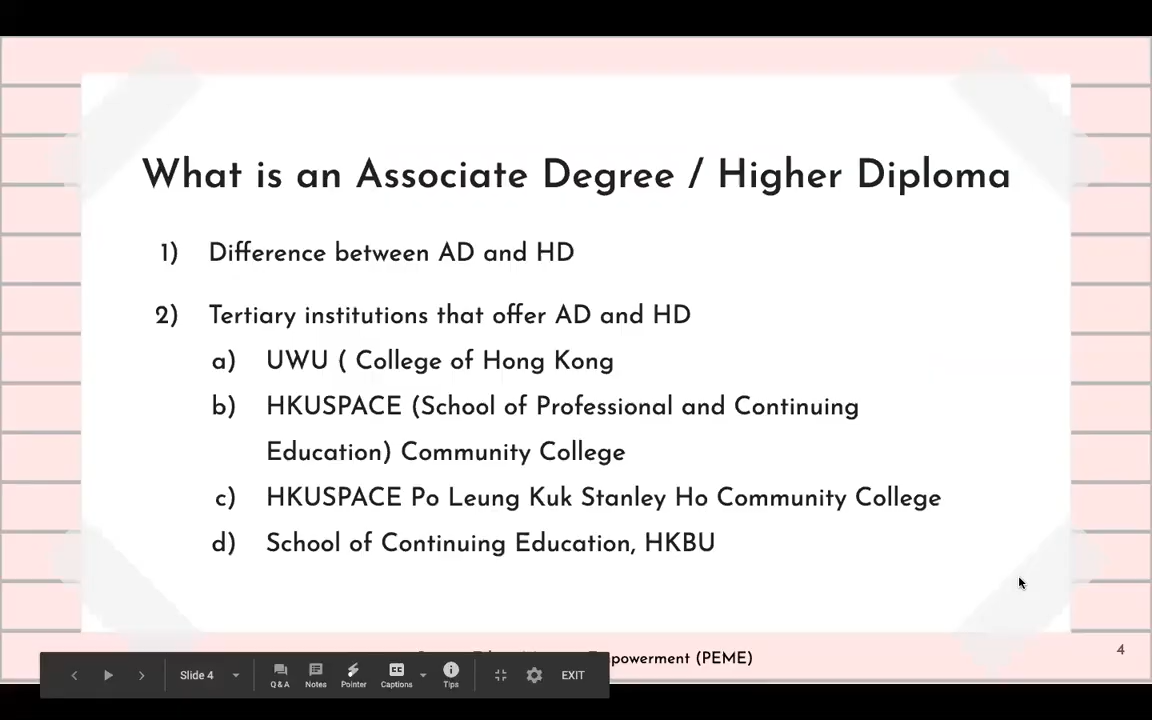 What is an Associate Degree / Higher Diploma
1) Difference between AD and HD
2) Tertiary institutions that offer AD and HD
a) UWU ( College of Hong Kong
b) HKUSPACE (School of Professional and Continuing
Education) Community College
c) HKUSPACE Po Leung Kuk Stanley Ho Community College
d) School of Continuing Education, HKBU
(PEME)
4
Slide 4
Q & A
Notes
Pointer
CC
Captions
Tips
EXIT